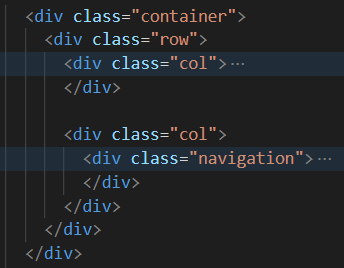 <div class="container">
<div class="row">
<div class="col">···
</div>
<div class="col">
<div class="navigation">···
</div>
</div>
</div>
</div>